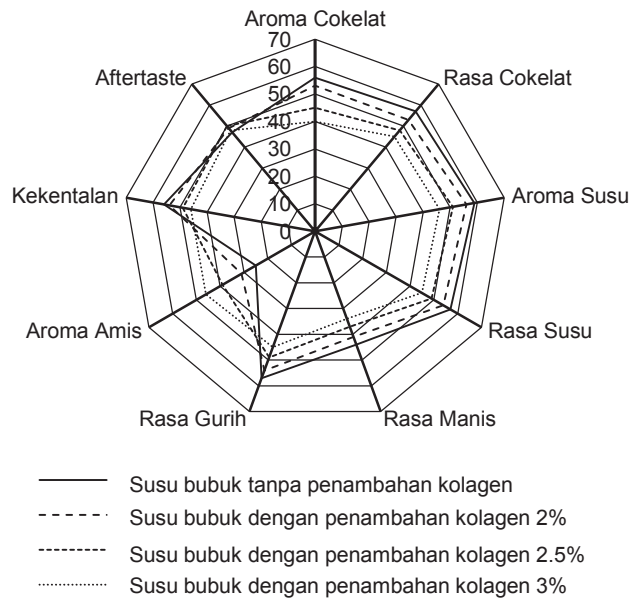 Aroma Cokelat
70
60
50
40
30
20
10
0
Rasa Cokelat
Aroma Susu
Rasa Susu
Rasa Manis
Rasa Gurih
Aroma Amis
Kekentalan
Aftertaste
Susu bubuk tanpa penambahan kolagen
Susu bubuk dengan penambahan kolagen 2%
Susu bubuk dengan penambahan kolagen 2.5%
Susu bubuk dengan penambahan kolagen 3%